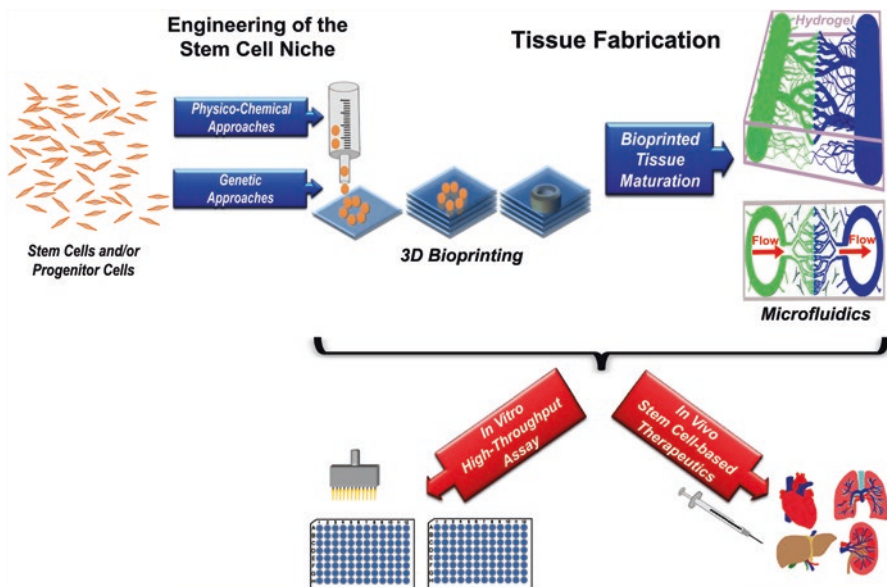 Engineering of the
Stem Cell Niche
Tissue Fabrication
Hydrogel
Physico-Chemical
Approaches
Genetic
Approaches
Bioprinted
Tissue
Maturation
Stem Cells and/or
Progenitor Cells
3D Bioprinting
Flow
Flow
Microfluidics
In Vitro
High-Throughput
Assay
In Vivo
Stem Cell-based
Therapeutics